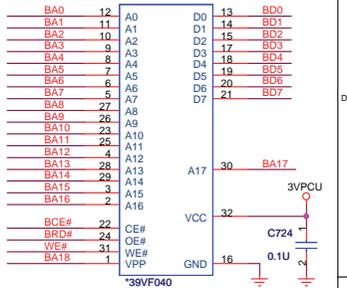 BA0 12 A0 D0 13 BD0
BA1 11 A1 D1 14 BD1
BA2 10 A2 D2 15 BD2
BA3 9 A3 D3 17 BD3
BA4 8 A4 D4 18 BD4
BA5 7 A5 D5 19 BD5
BA6 6 A6 D6 20 BD6
BA7 5 A7 D7 21 BD7
BA8 27 A8
BA9 26 A9
BA10 23 A10
BA11 25 A11
BA12 4 A12
BA13 28 A13 A17 30 BA17
BA14 29 A14
BA15 3 A15
BA16 2 A16
3VPCU
VCC 32
BCE# 22 CE#
BRD# 24 OE#
WE# 31 WE#
BA18 1 VPP GND 16
C724
1
0.1U
2
*39VF040
D